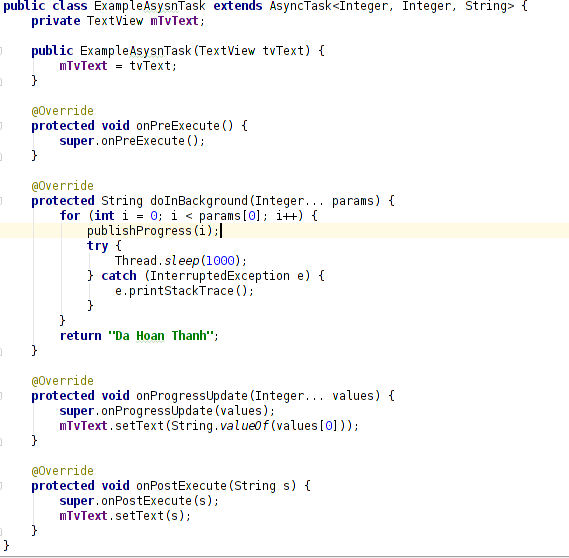 public class ExampleAsysnTask extends AsyncTask<Integer, Integer, String> {
    private TextView mTvText;

    public ExampleAsysnTask(TextView tvText) {
        mTvText = tvText;
    }

    @Override
    protected void onPreExecute() {
        super.onPreExecute();
    }

    @Override
    protected String doInBackground(Integer... params) {
        for (int i = 0; i < params[0]; i++) {
            publishProgress(i);
            try {
                Thread.sleep(1000);
            } catch (InterruptedException e) {
                e.printStackTrace();
            }
        }
        return "Da Hoan Thanh";
    }

    @Override
    protected void onProgressUpdate(Integer... values) {
        super.onProgressUpdate(values);
        mTvText.setText(String.valueOf(values[0]));
    }

    @Override
    protected void onPostExecute(String s) {
        super.onPostExecute(s);
        mTvText.setText(s);
    }
}